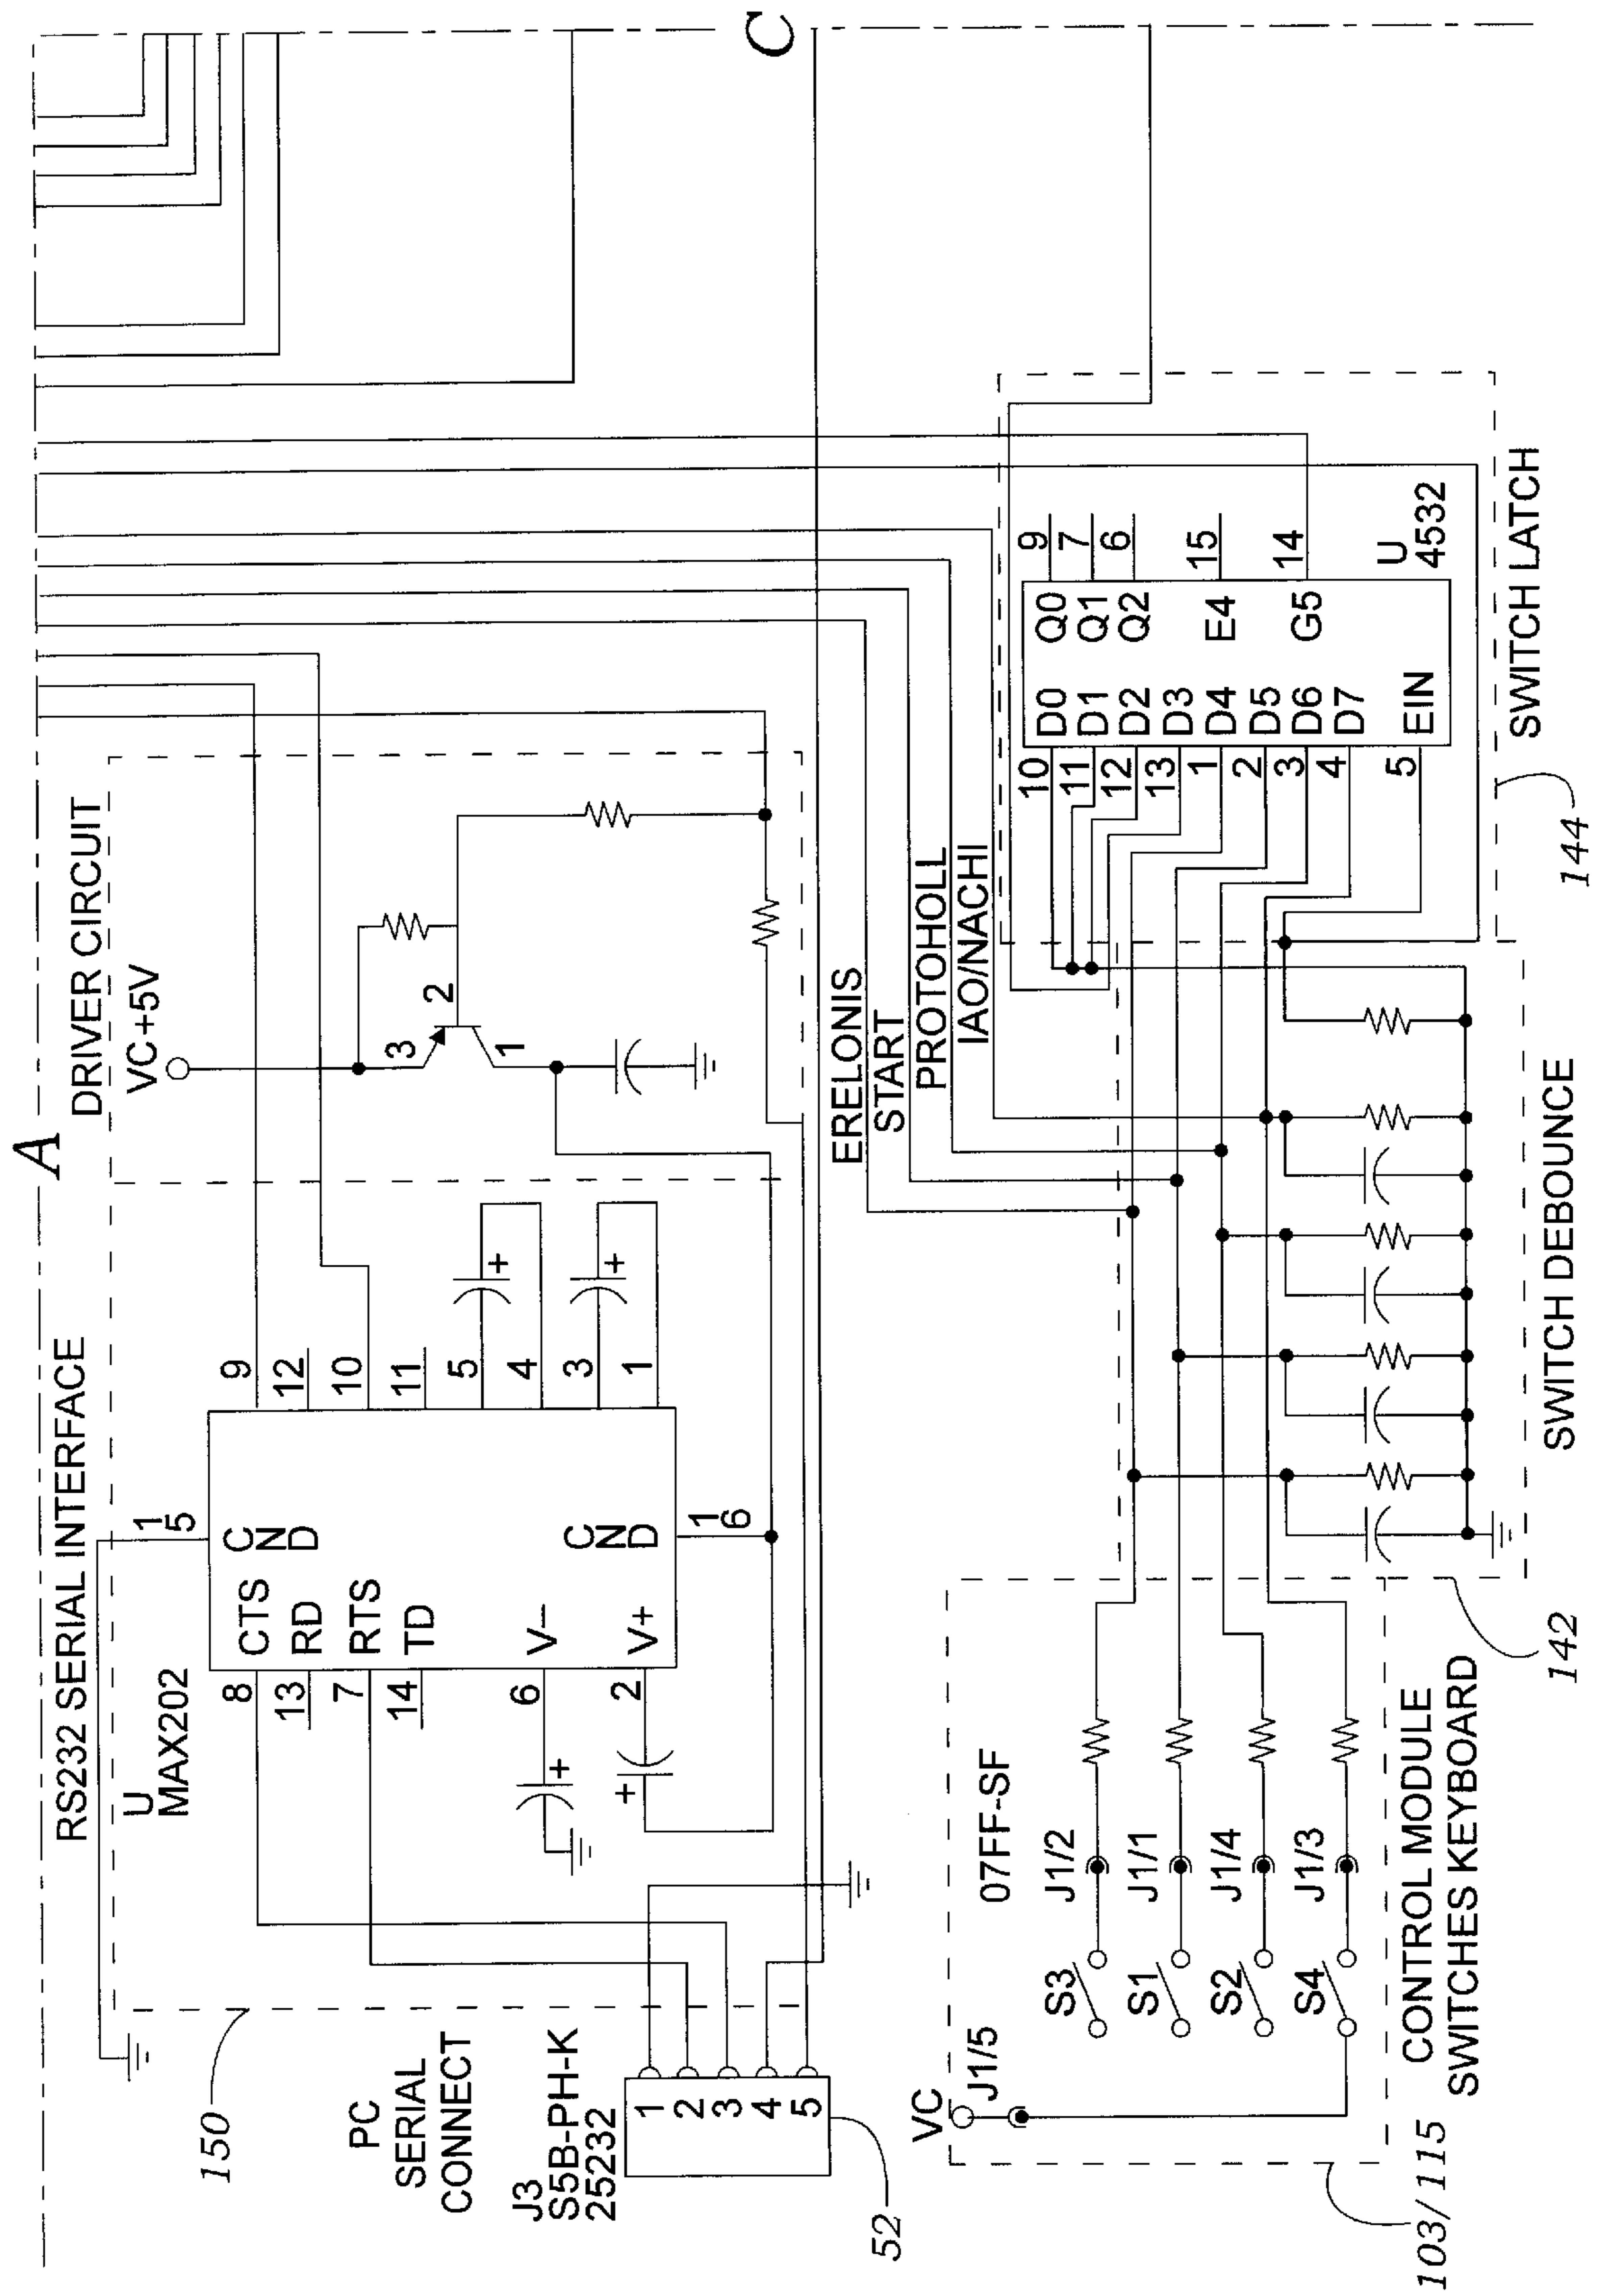 A
C
RS232 SERIAL INTERFACE
DRIVER CIRCUIT
VC+5V
3
2
1
U
MAX202
15
CND
CTS
RD
RTS
TD
V–
V+
CND
16
8
13
7
14
6
2
9
12
10
11
5
4
3
1
+
+
+
+
150
PC
SERIAL
CONNECT
J3
S5B-PH-K
25232
1
2
3
4
5
52
ERELONIS
START
PROTOHOLL
IAO/NACHI
VC
J1/5
07FF-SF
S3
J1/2
S1
J1/1
S2
J1/4
S4
J1/3
CONTROL MODULE
SWITCHES KEYBOARD
103/115
142
SWITCH DEBOUNCE
10
11
12
13
1
2
3
4
5
D0
D1
D2
D3
D4
D5
D6
D7
EIN
Q0
Q1
Q2
E4
G5
9
7
6
15
14
U
4532
SWITCH LATCH
144